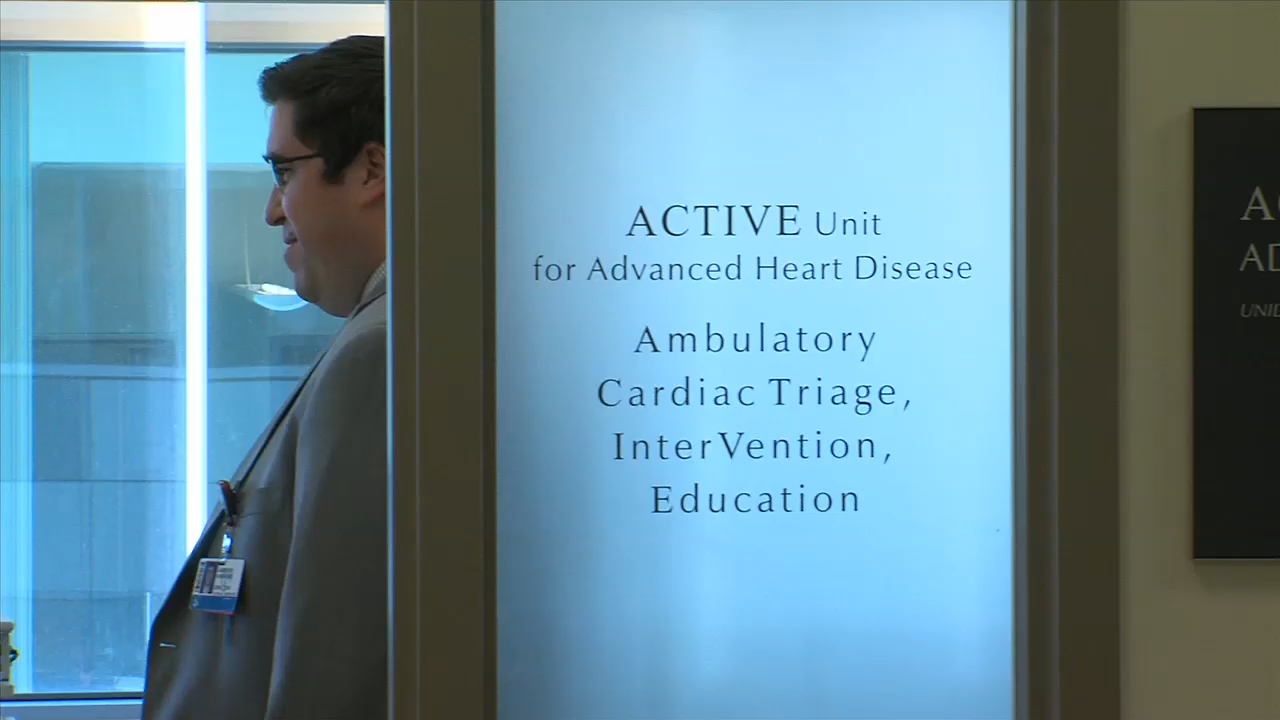 ACTIVE Unit
for Advanced Heart Disease
Ambulatory
Cardiac Triage,
InterVention,
Education